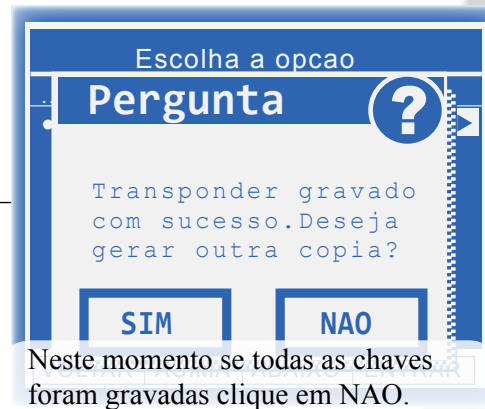 Escolha a opcao
Pergunta
?
Transponder gravado
com sucesso.Deseja
gerar outra copia?
SIM NAO
Neste momento se todas as chaves
foram gravadas clique em NAO.